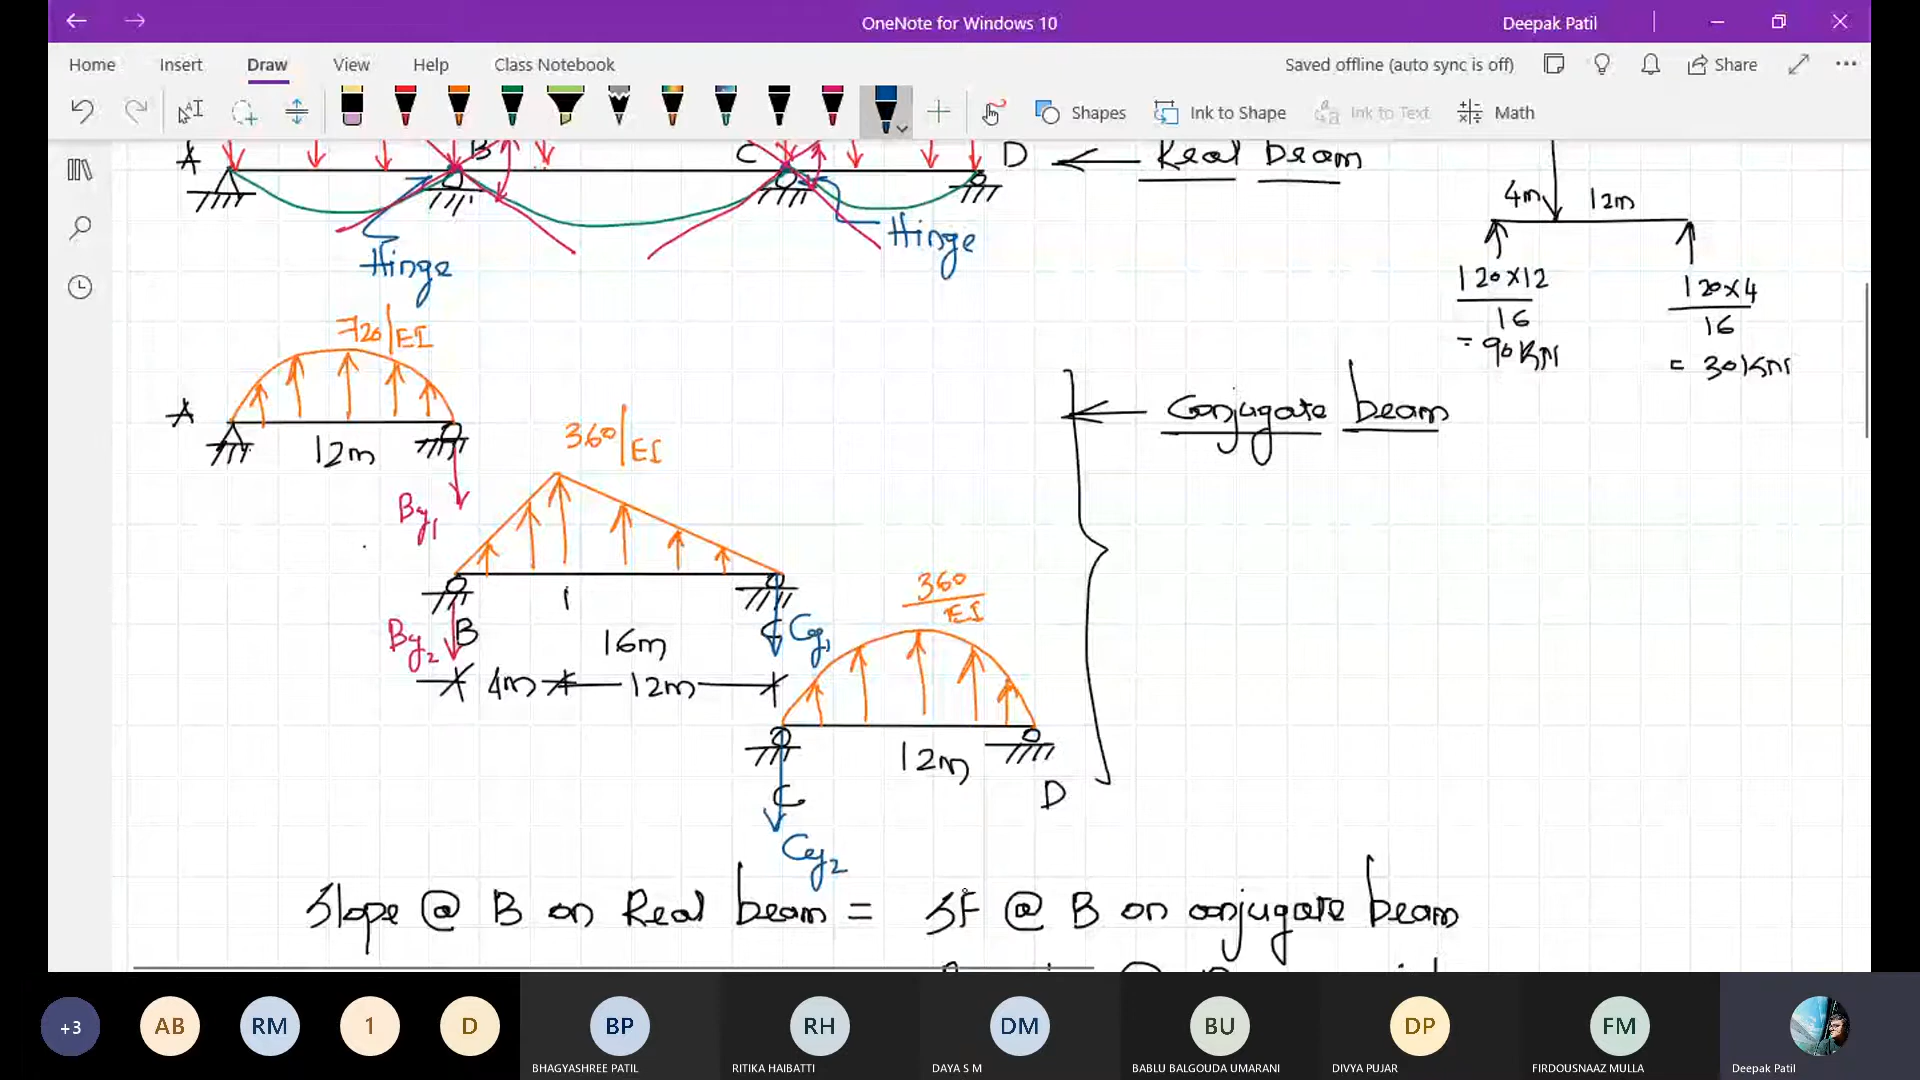 OneNote for Windows 10
Deepak Patil
Home Insert Draw View Help Class Notebook
Saved offline (auto sync is off)
Share
Shapes
Ink to Shape
Ink to Text
Math
A B C D
Real beam
Hinge
Hinge
4m 12m
120×12
16
= 90KN
120×4
16
= 30KN
720/EI
A
12m
By1
Conjugate beam
360/EI
By2 B
16m
C Cy1
4m 12m
360
EI
12m
C
D
Cy2
Slope @ B on Real beam = SF @ B on conjugate beam
+3
AB
RM
1
D
BP
RH
DM
BU
DP
FM
BHAGYASHREE PATIL
RITIKA HAIBATTI
DAYA S M
BABLU BALGOUDA UMARANI
DIVYA PUJAR
FIRDOUSNAAZ MULLA
Deepak Patil